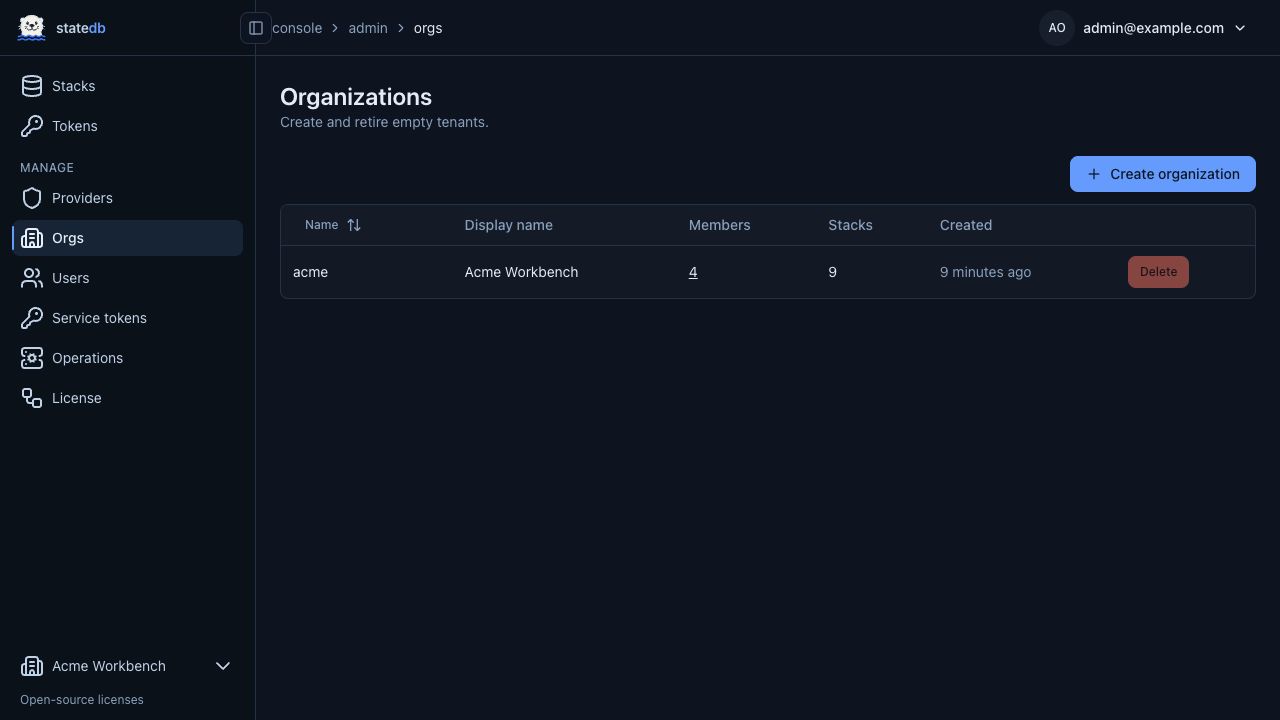 statedb
console > admin > orgs
AO admin@example.com
Stacks
Tokens
MANAGE
Providers
Orgs
Users
Service tokens
Operations
License
Acme Workbench
Open-source licenses
Organizations
Create and retire empty tenants.
+ Create organization
Name Display name Members Stacks Created
acme Acme Workbench 4 9 9 minutes ago Delete